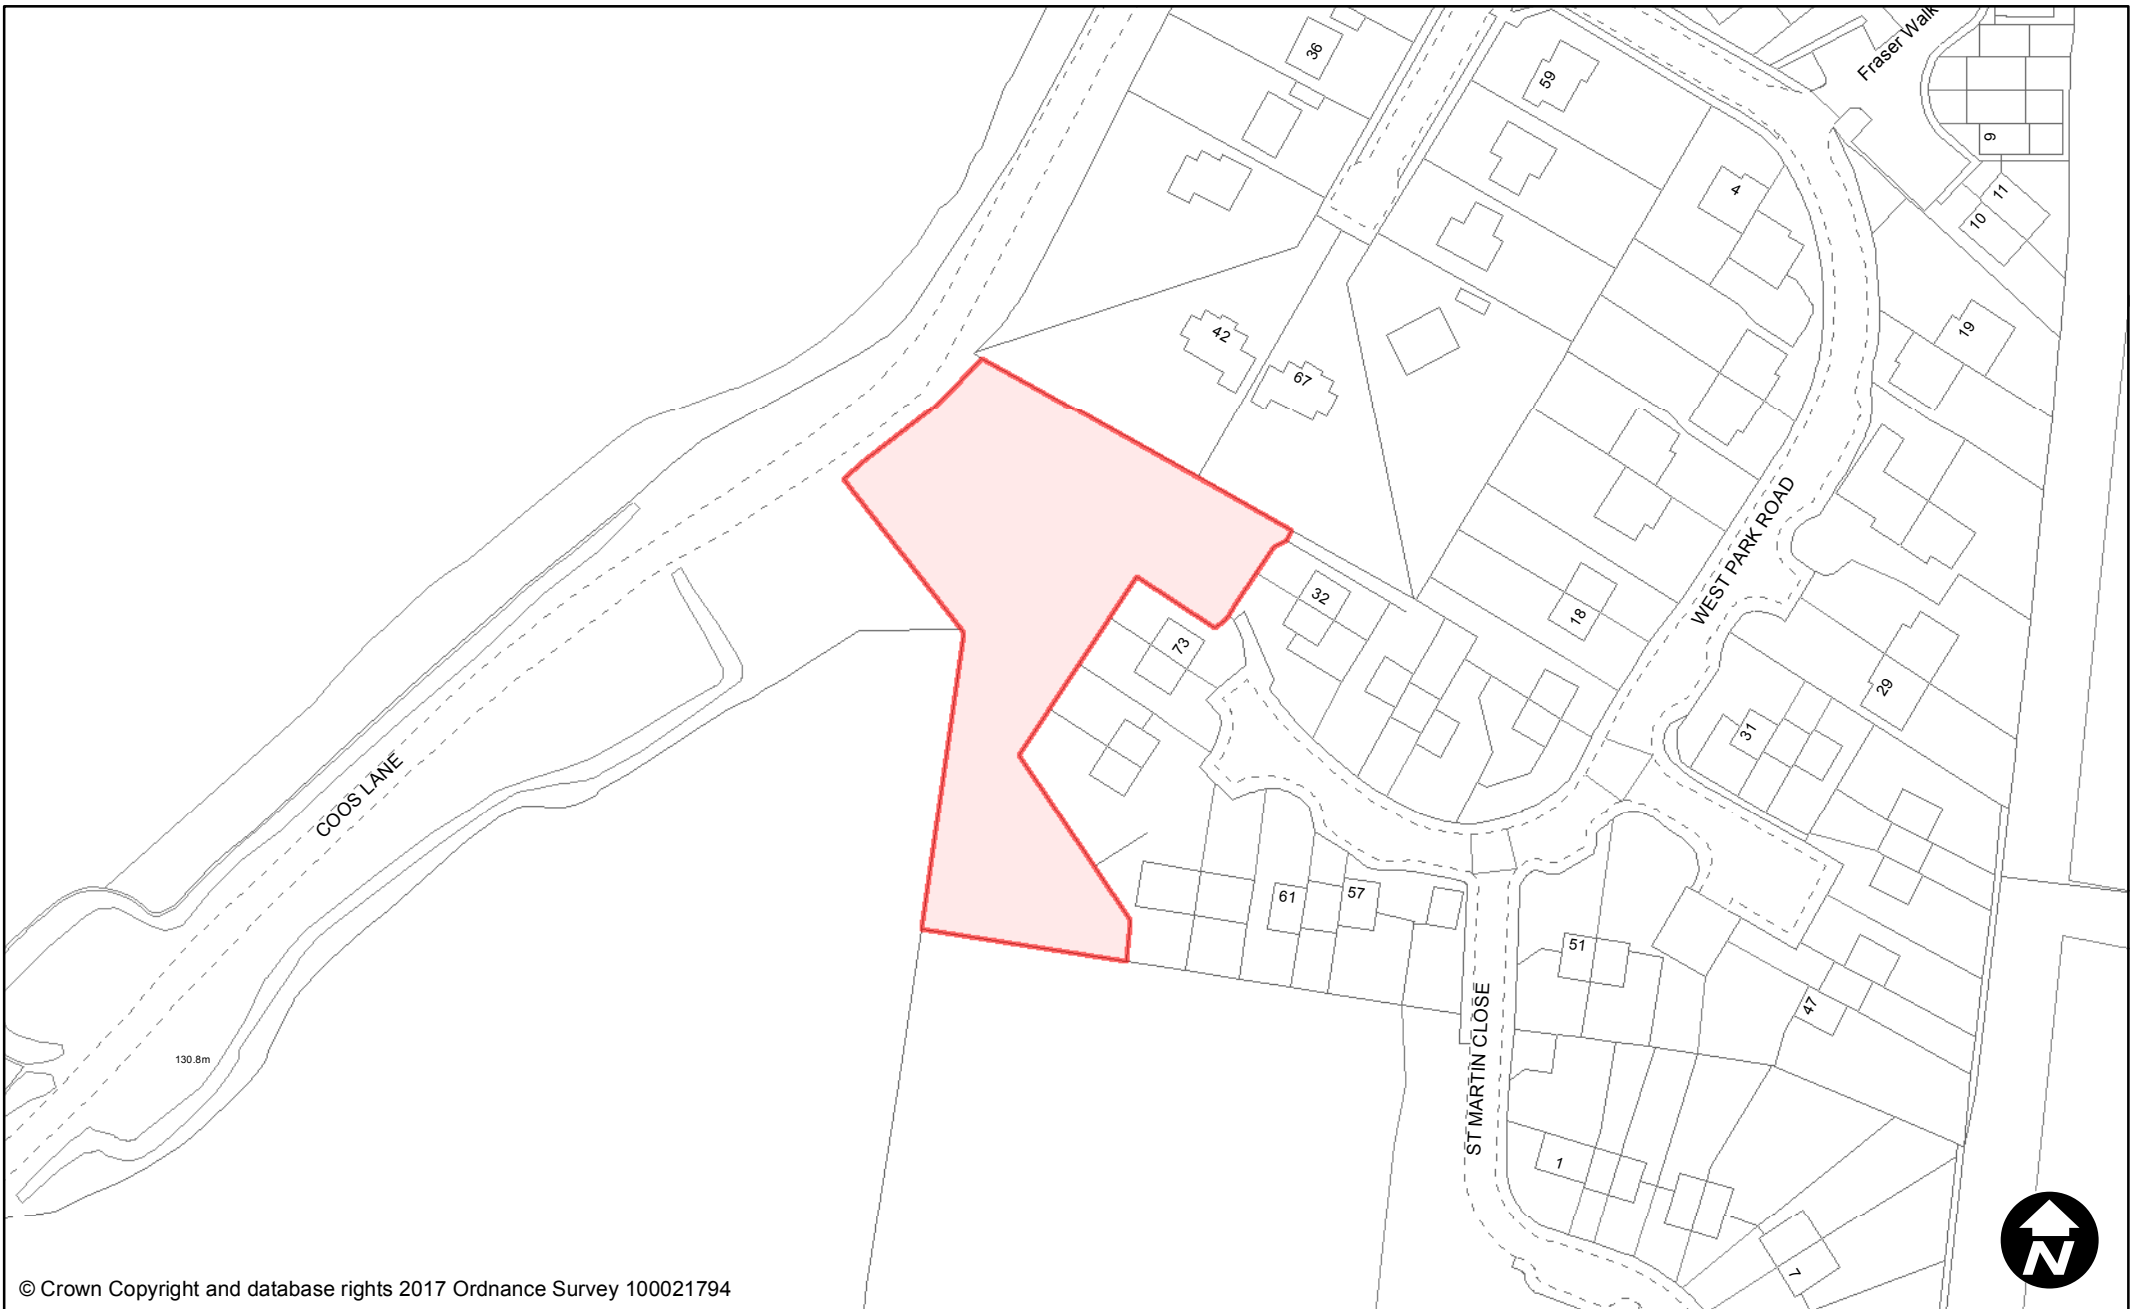 36
59
Fraser Walk
9
4
11
10
42
19
67
WEST PARK ROAD
32
18
73
29
31
COOS LANE
61
57
51
47
130.8m
ST MARTIN CLOSE
1
7
N
© Crown Copyright and database rights 2017 Ordnance Survey 100021794